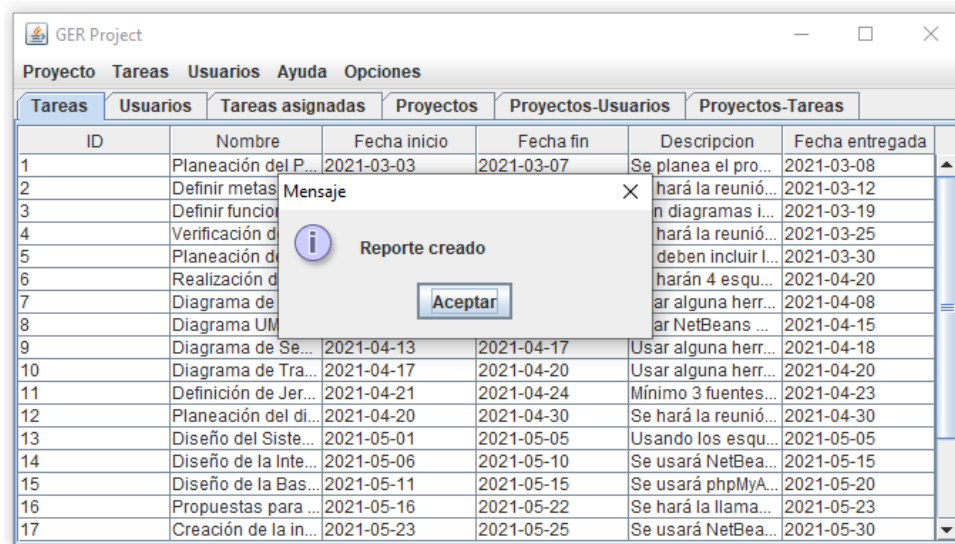 GER Project
Proyecto Tareas Usuarios Ayuda Opciones
Tareas Usuarios Tareas asignadas Proyectos Proyectos-Usuarios Proyectos-Tareas
ID Nombre Fecha inicio Fecha fin Descripcion Fecha entregada
1 Planeación del P... 2021-03-03 2021-03-07 Se planea el pro... 2021-03-08
2 Definir metas hará la reunió... 2021-03-12
3 Definir diagramas i... 2021-03-19
4 Verificación hará la reunió... 2021-03-25
5 Planeación deben incluir l... 2021-03-30
6 Realización harán 4 esqu... 2021-04-20
7 Diagrama de alguna herr... 2021-04-08
8 Diagrama NetBeans ... 2021-04-15
Mensaje
Reporte creado
Aceptar
9 Diagrama de Se... 2021-04-13 2021-04-17 Usar alguna herr... 2021-04-18
10 Diagrama de Tra... 2021-04-17 2021-04-20 Usar alguna herr... 2021-04-20
11 Definición de Jer... 2021-04-21 2021-04-24 Mínimo 3 fuentes... 2021-04-23
12 Planeación del di... 2021-04-20 2021-04-30 Se hará la reunió... 2021-04-30
13 Diseño del Siste... 2021-05-01 2021-05-05 Usando los esqu... 2021-05-05
14 Diseño de la Inte... 2021-05-06 2021-05-10 Se usará NetBea... 2021-05-15
15 Diseño de la Bas... 2021-05-11 2021-05-15 Se usará phpMyA... 2021-05-20
16 Propuestas para ... 2021-05-16 2021-05-22 Se hará la llama... 2021-05-23
17 Creación de la in... 2021-05-23 2021-05-25 Se usará NetBea... 2021-05-30